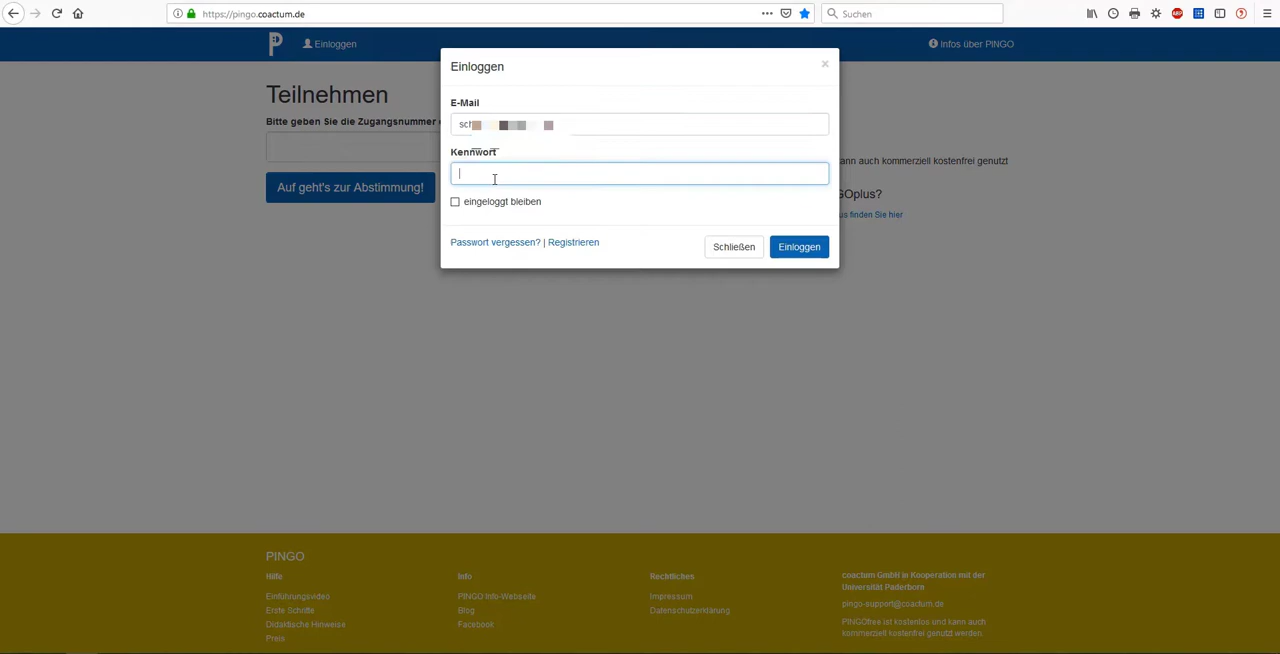 https://pingo.coactum.de
Suchen
Einloggen
Infos über PINGO
Einloggen
×
E-Mail
sch
Kennwort
eingeloggt bleiben
Passwort vergessen? | Registrieren
Schließen
Einloggen
Teilnehmen
Bitte geben Sie die Zugangsnummer
Auf geht's zur Abstimmung!
ann auch kommerziell kostenfrei genutzt
GOplus?
us finden Sie hier
PINGO
Hilfe
Einführungsvideo
Erste Schritte
Didaktische Hinweise
Preis
Info
PINGO Info-Webseite
Blog
Facebook
Rechtliches
Impressum
Datenschutzerklärung
coactum GmbH in Kooperation mit der
Universität Paderborn
pingo-support@coactum.de
PINGOfree ist kostenlos und kann auch
kommerziell kostenfrei genutzt werden.